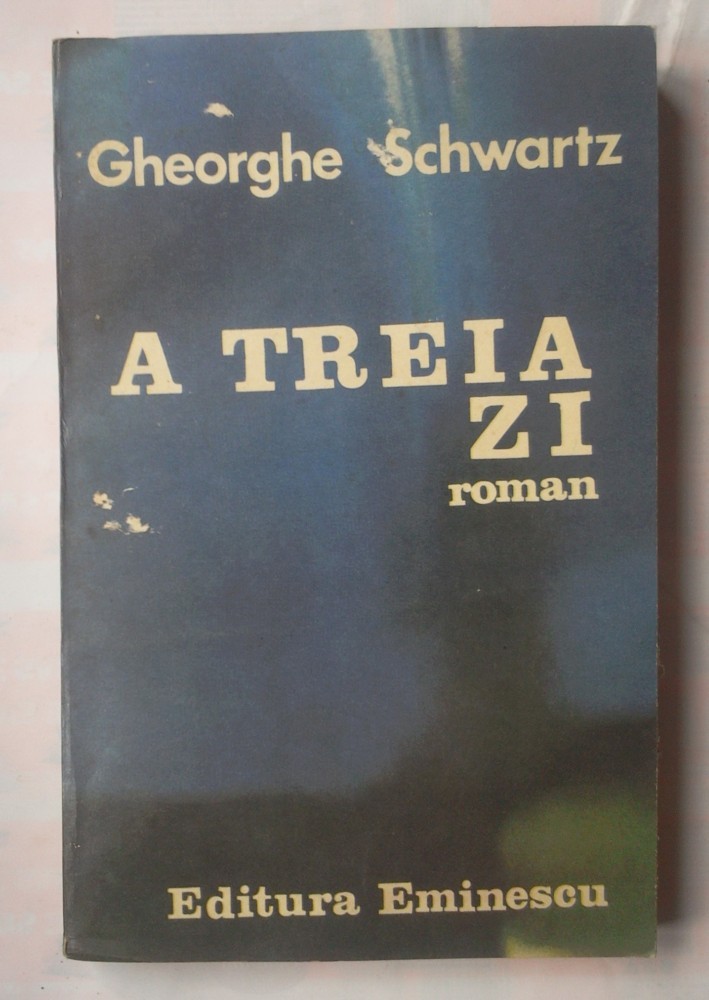 Gheorghe Schwartz
A TREIA
ZI
roman
Editura Eminescu